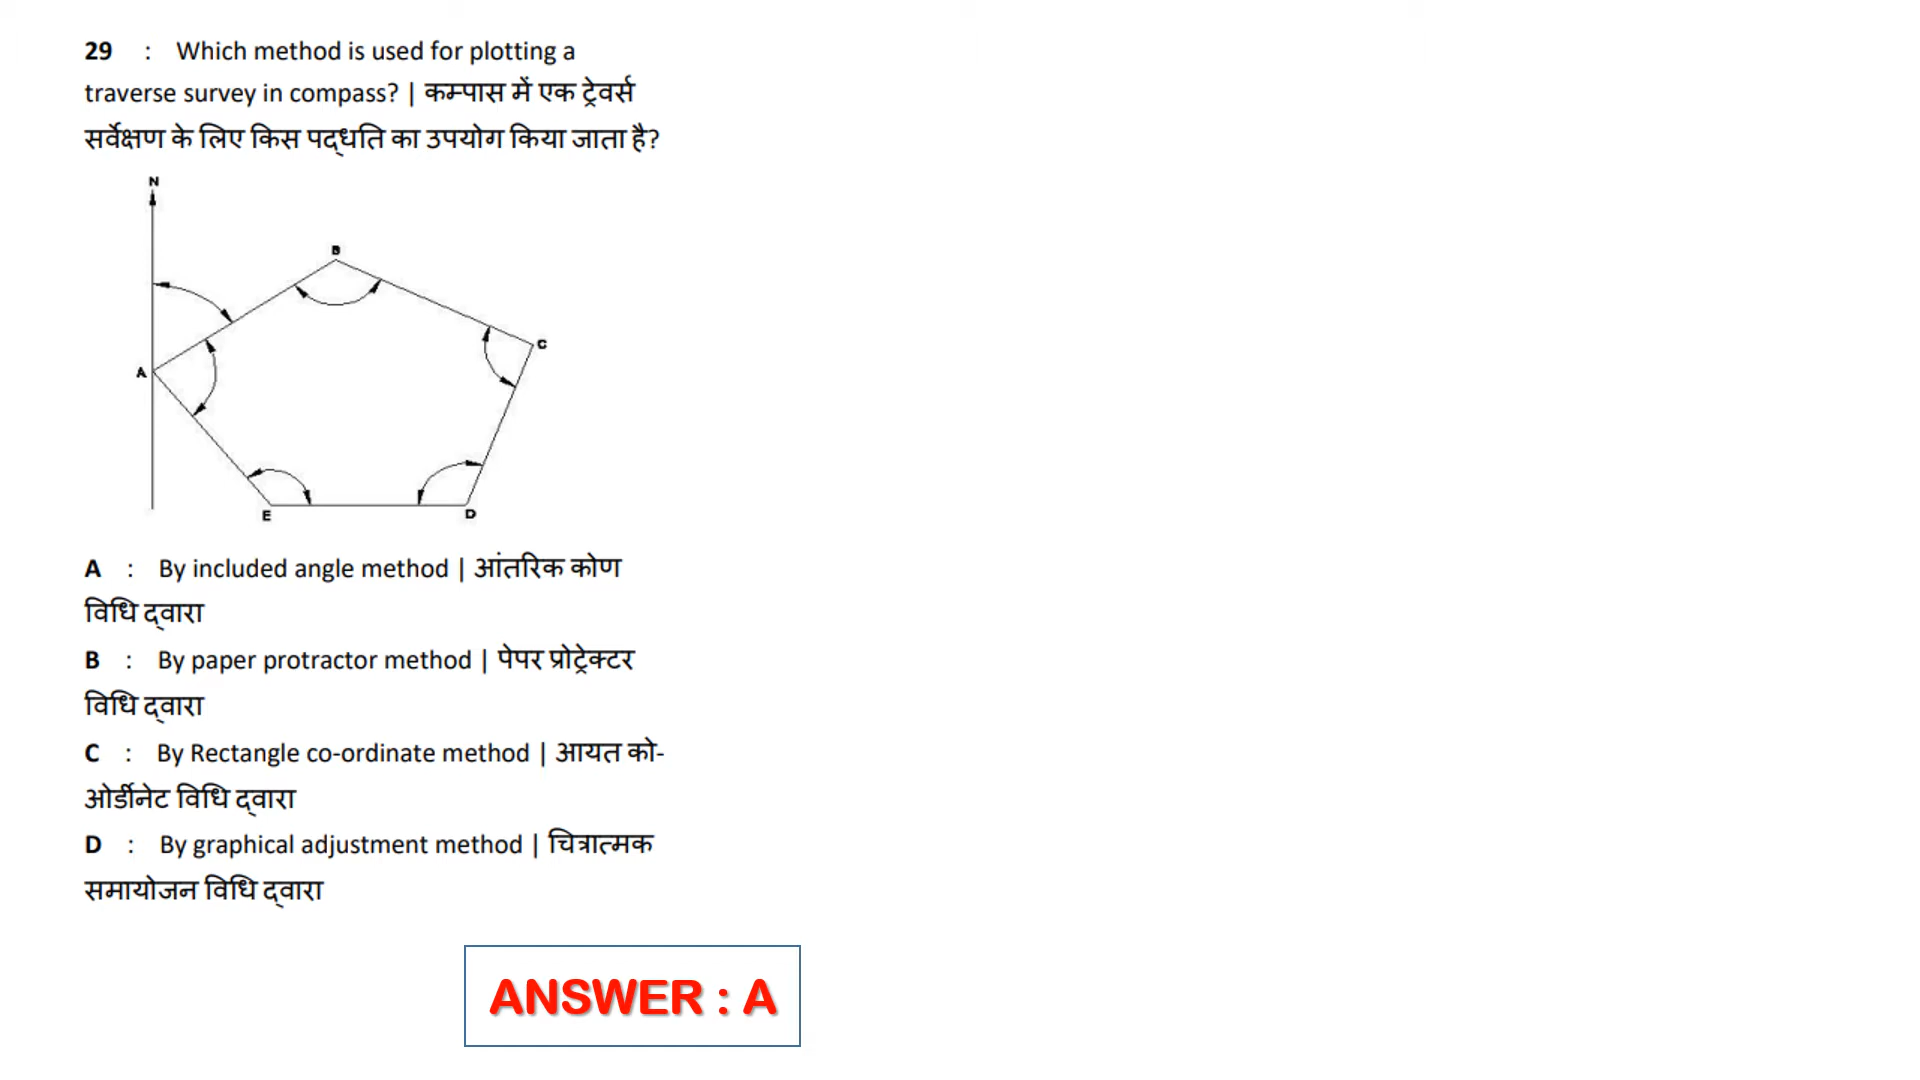 29 : Which method is used for plotting a
traverse survey in compass? | कम्पास में एक ट्रेवर्स
सर्वेक्षण के लिए किस पद्धति का उपयोग किया जाता है?
N
B
C
A
E
D
A : By included angle method | आंतरिक कोण
विधि द्वारा
B : By paper protractor method | पेपर प्रोट्रेक्टर
विधि द्वारा
C : By Rectangle co-ordinate method | आयत को-
ओर्डीनेट विधि द्वारा
D : By graphical adjustment method | चित्रात्मक
समायोजन विधि द्वारा
ANSWER : A